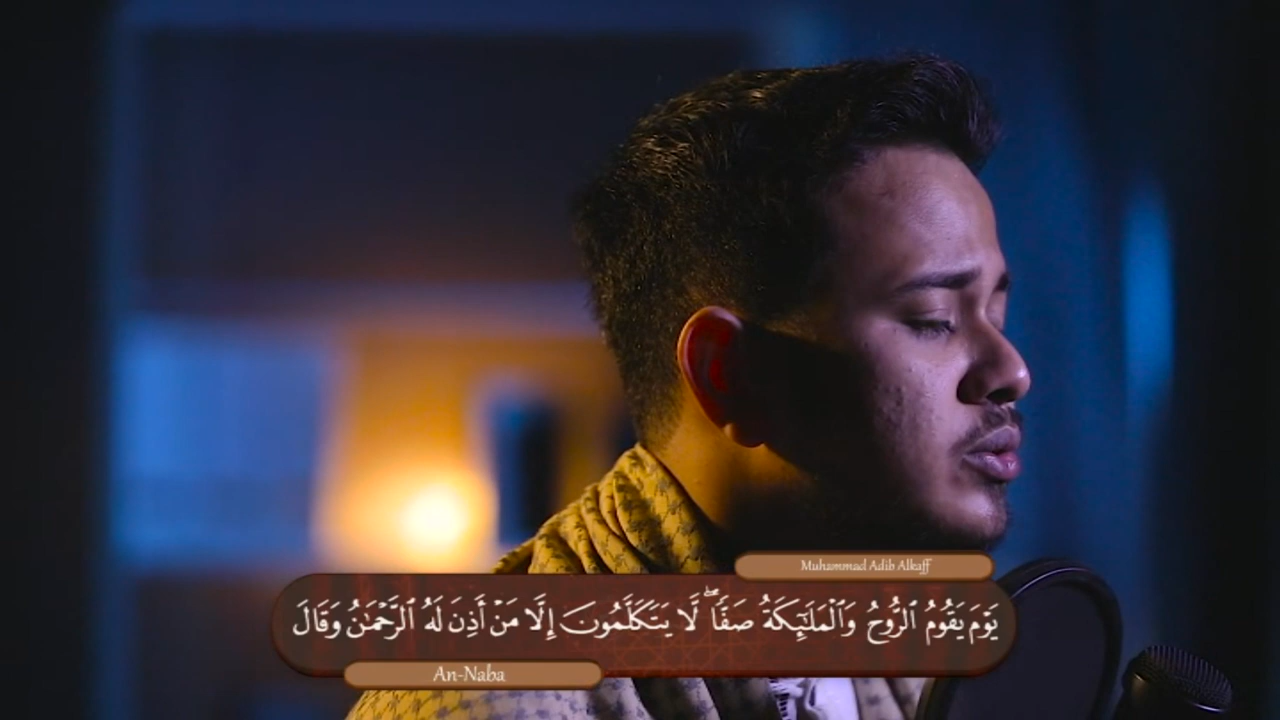 Muhammad Adib Alkaff
يَوْمَ يَقُومُ ٱلرُّوحُ وَٱلْمَلَـٰٓئِكَةُ صَفًّا ۖ لَّا يَتَكَلَّمُونَ إِلَّا مَنْ أَذِنَ لَهُ ٱلرَّحْمَـٰنُ وَقَالَ
An-Naba